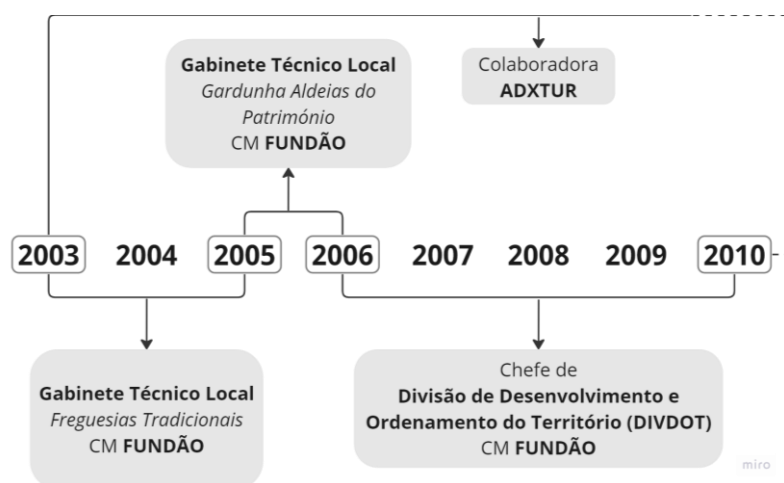 Gabinete Técnico Local
Gardunha Aldeias do
Património
CM FUNDÃO
Colaboradora
ADXTUR
2003 2004 2005 2006 2007 2008 2009 2010
Gabinete Técnico Local
Freguesias Tradicionais
CM FUNDÃO
Chefe de
Divisão de Desenvolvimento e
Ordenamento do Território (DIVDOT)
CM FUNDÃO
miro